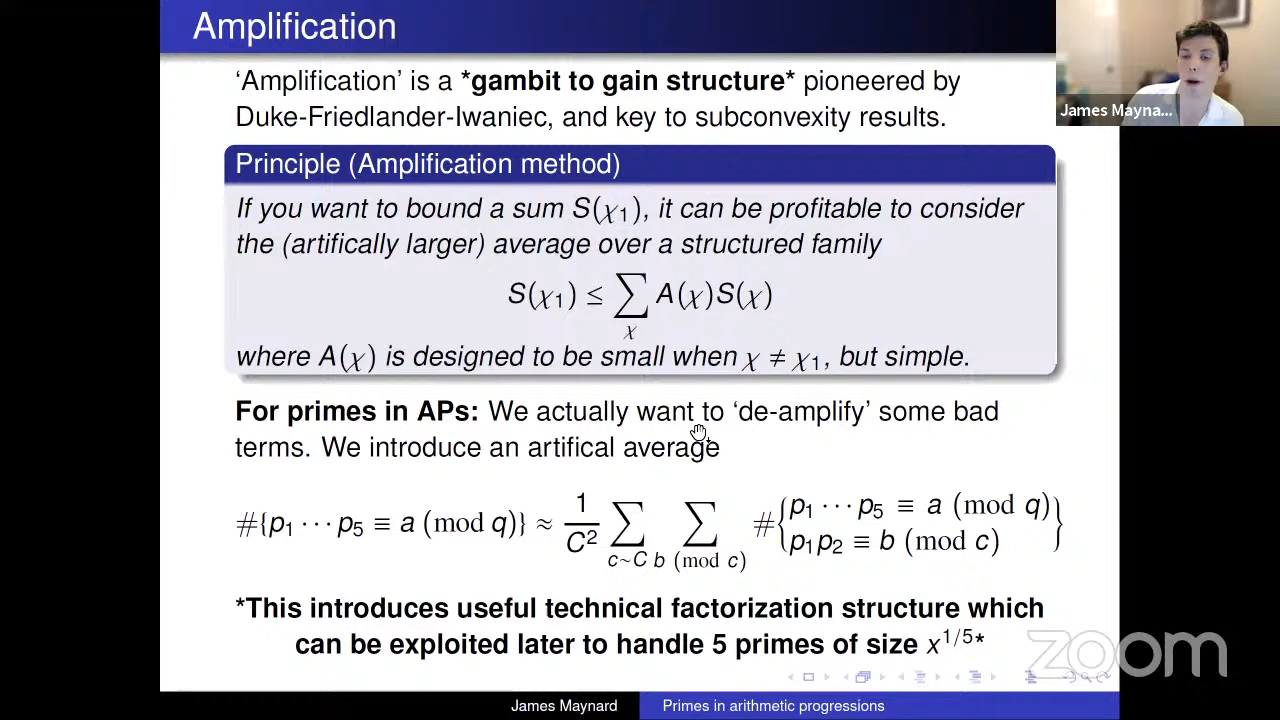 Amplification
'Amplification' is a *gambit to gain structure* pioneered by
Duke-Friedlander-Iwaniec, and key to subconvexity results.
James Mayna...
Principle (Amplification method)
If you want to bound a sum S(χ₁), it can be profitable to consider
the (artifically larger) average over a structured family
S(χ₁) ≤ ∑_χ A(χ)S(χ)
where A(χ) is designed to be small when χ ≠ χ₁, but simple.
For primes in APs: We actually want to 'de-amplify' some bad
terms. We introduce an artifical average
#{p₁ ⋯ p₅ ≡ a (mod q)} ≈ 1/C² ∑_{c∼C} ∑_{b (mod c)} #{p₁ ⋯ p₅ ≡ a (mod q)
p₁p₂ ≡ b (mod c)}
*This introduces useful technical factorization structure which
can be exploited later to handle 5 primes of size x^{1/5}*
zoom
James Maynard Primes in arithmetic progressions